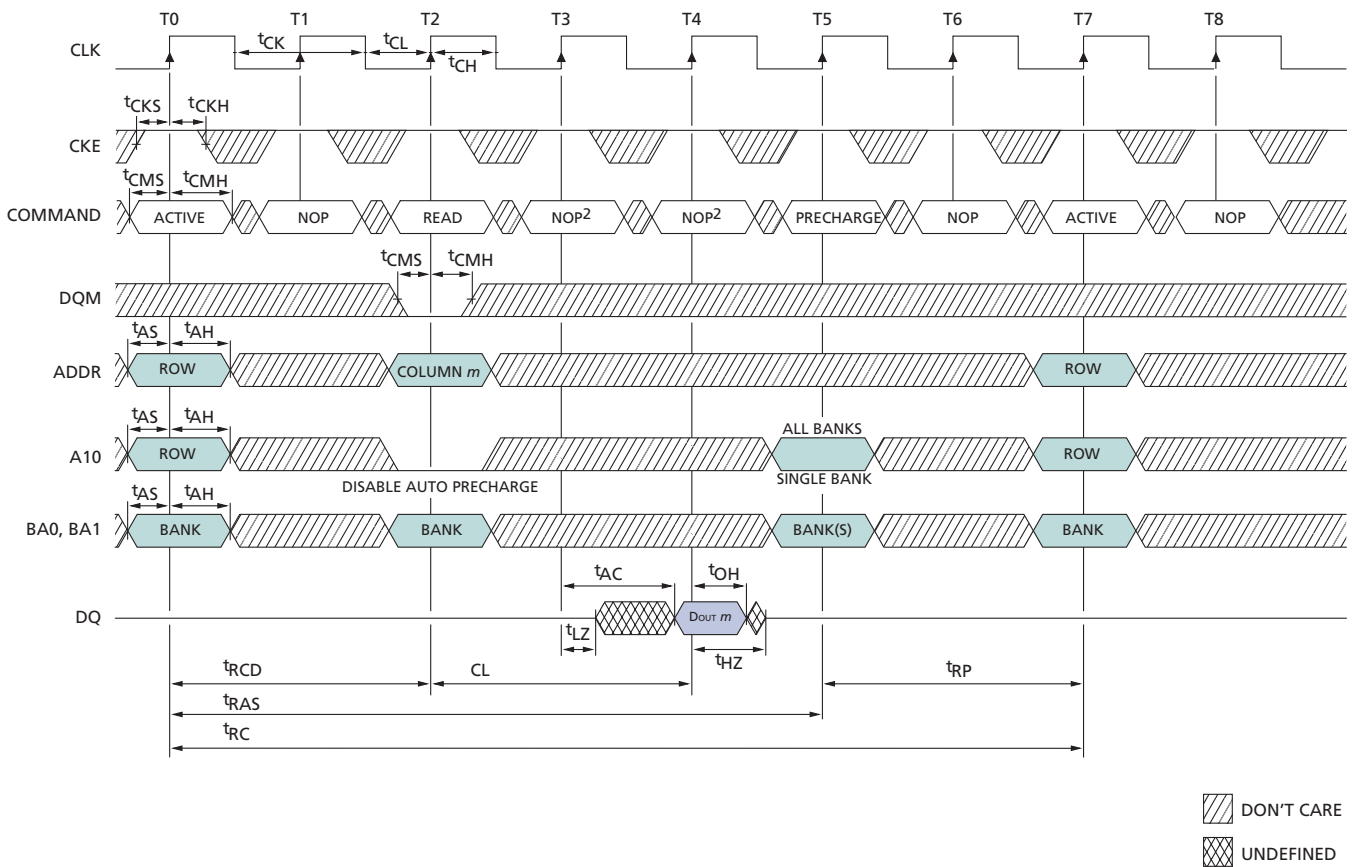 T0 T1 T2 T3 T4 T5 T6 T7 T8
CLK
tCK tCL
tCH
tCKS tCKH
CKE
tCMS tCMH
COMMAND ACTIVE NOP READ NOP2 NOP2 PRECHARGE NOP ACTIVE NOP
tCMS tCMH
DQM
tAS tAH
ADDR ROW COLUMN m ROW
tAS tAH
ALL BANKS
A10 ROW ROW
DISABLE AUTO PRECHARGE SINGLE BANK
tAS tAH
BA0, BA1 BANK BANK BANK(S) BANK
tAC tOH
DQ DOUT m
tLZ tHZ
tRCD CL tRP
tRAS
tRC
DON'T CARE
UNDEFINED